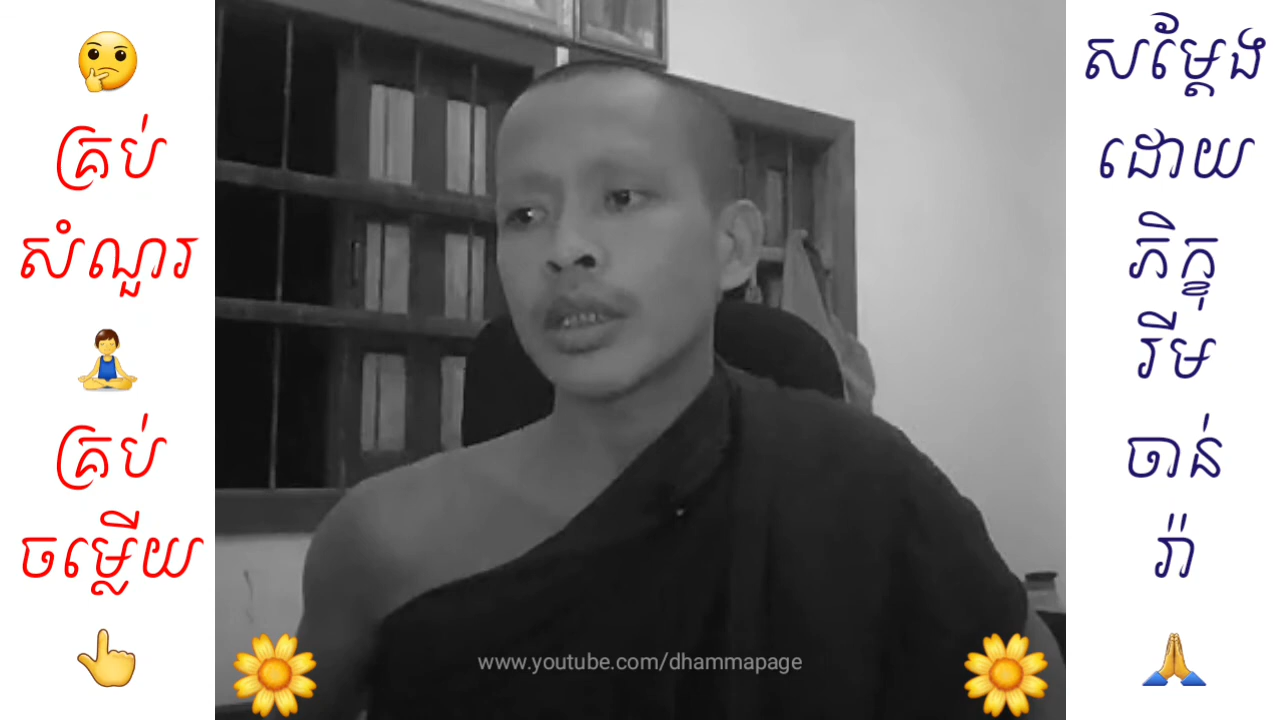 គ្រប់
សំណួរ
គ្រប់
ចម្លើយ
សម្ដែង
ដោយ
ភិក្ខុ
រីម
ចាន់
រ៉ា
www.youtube.com/dhammapage